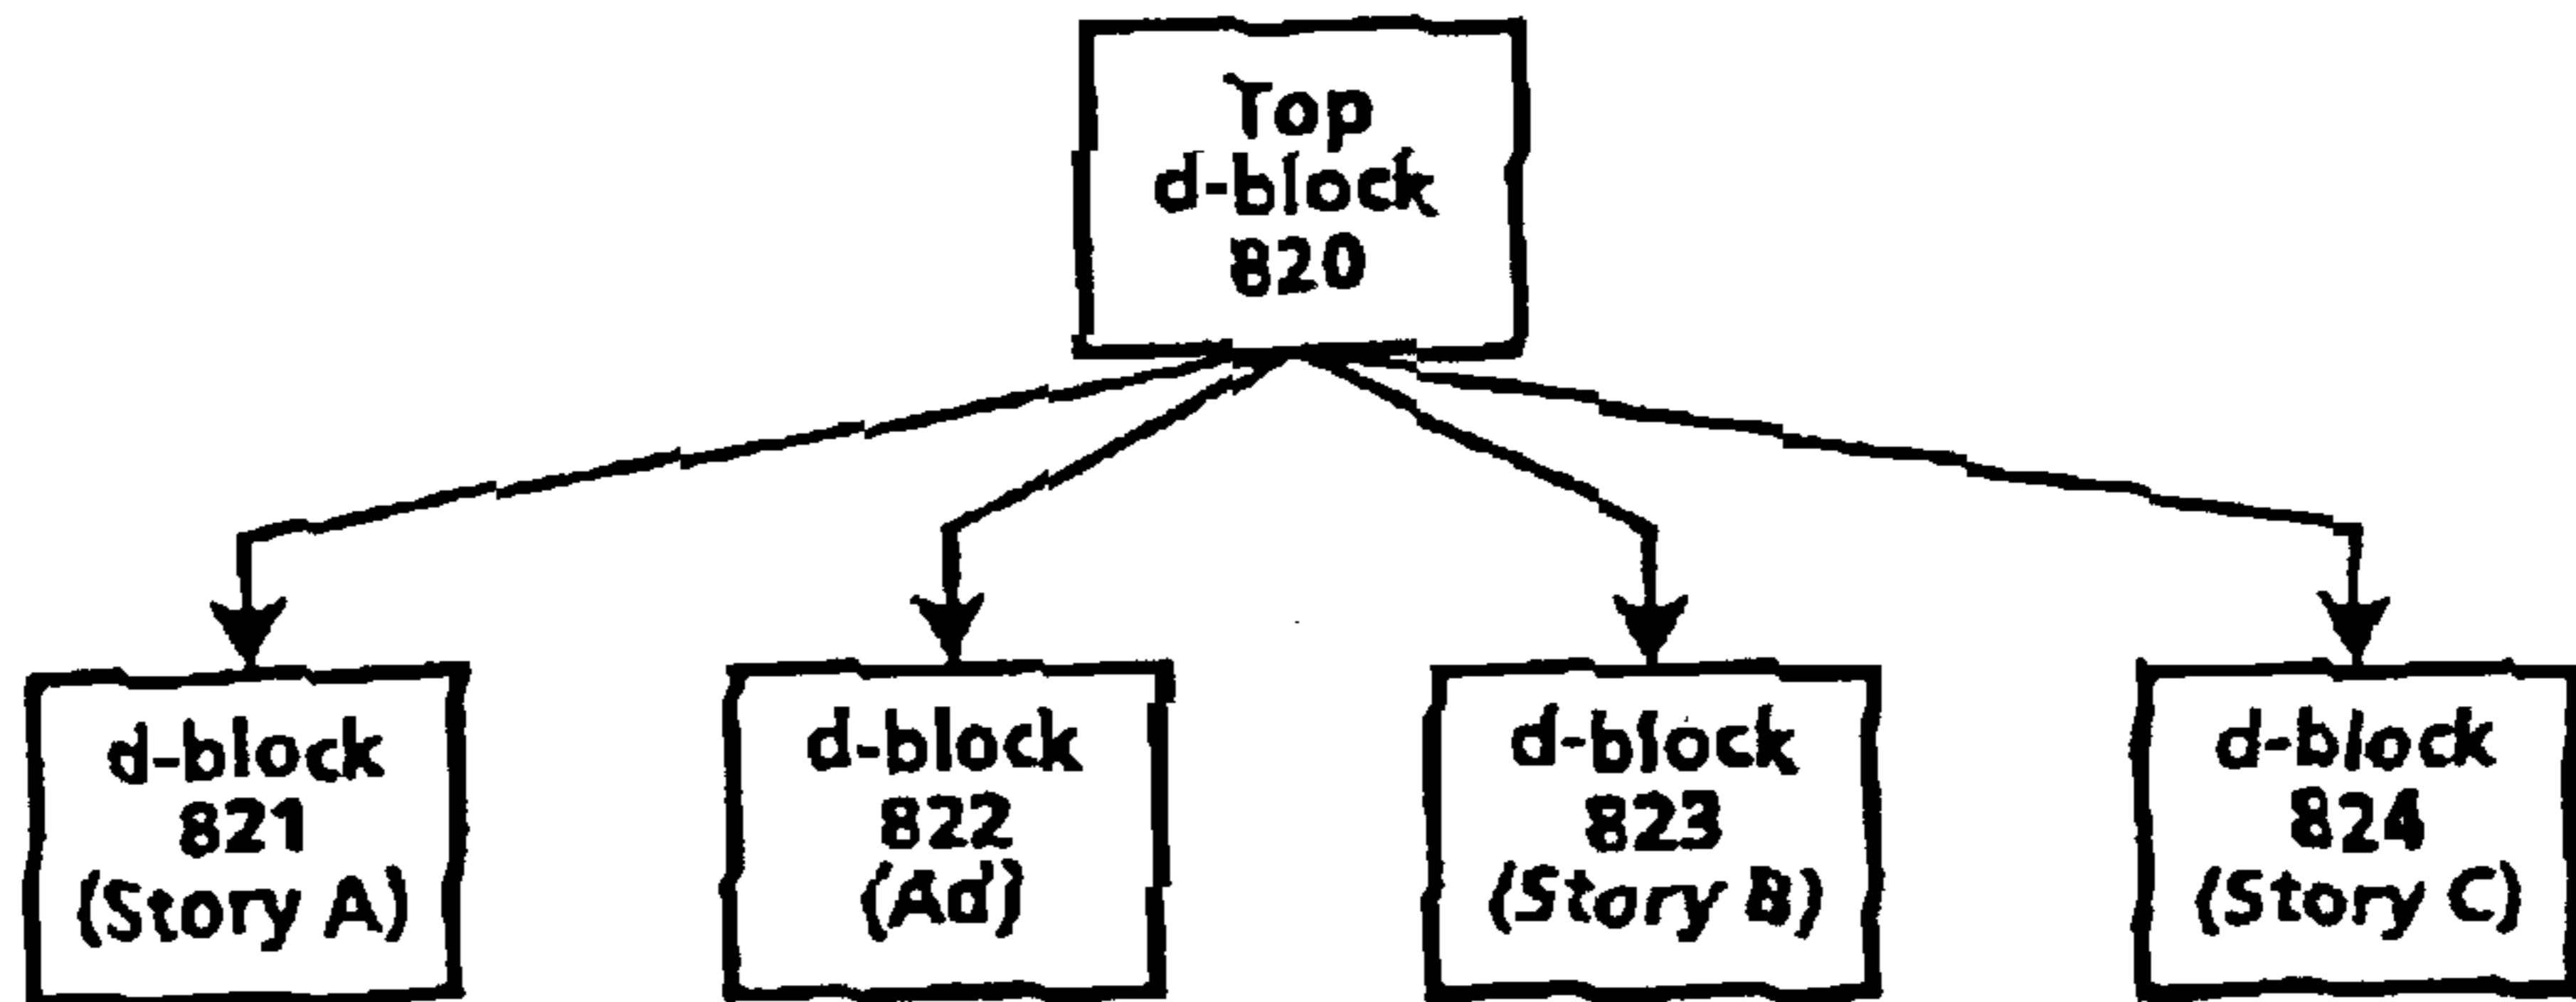 Top
d-block
820
d-block
821
(Story A)
d-block
822
(Ad)
d-block
823
(Story B)
d-block
824
(Story C)